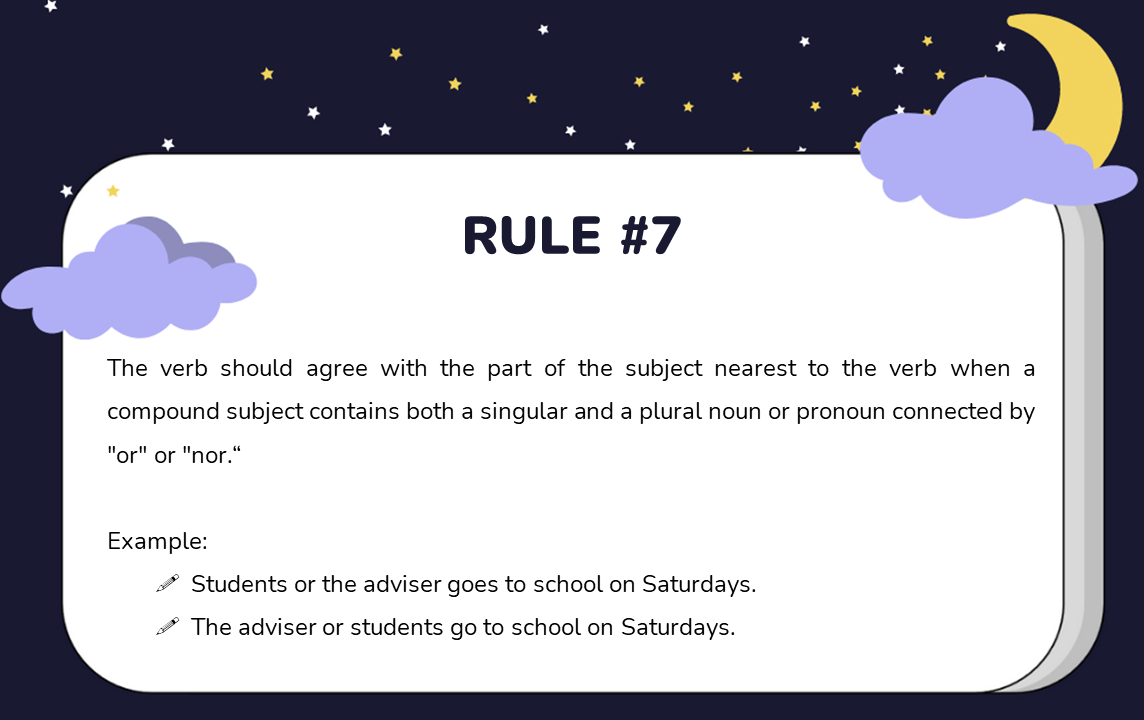 RULE #7
The verb should agree with the part of the subject nearest to the verb when a
compound subject contains both a singular and a plural noun or pronoun connected by
"or" or "nor.“
Example:
Students or the adviser goes to school on Saturdays.
The adviser or students go to school on Saturdays.